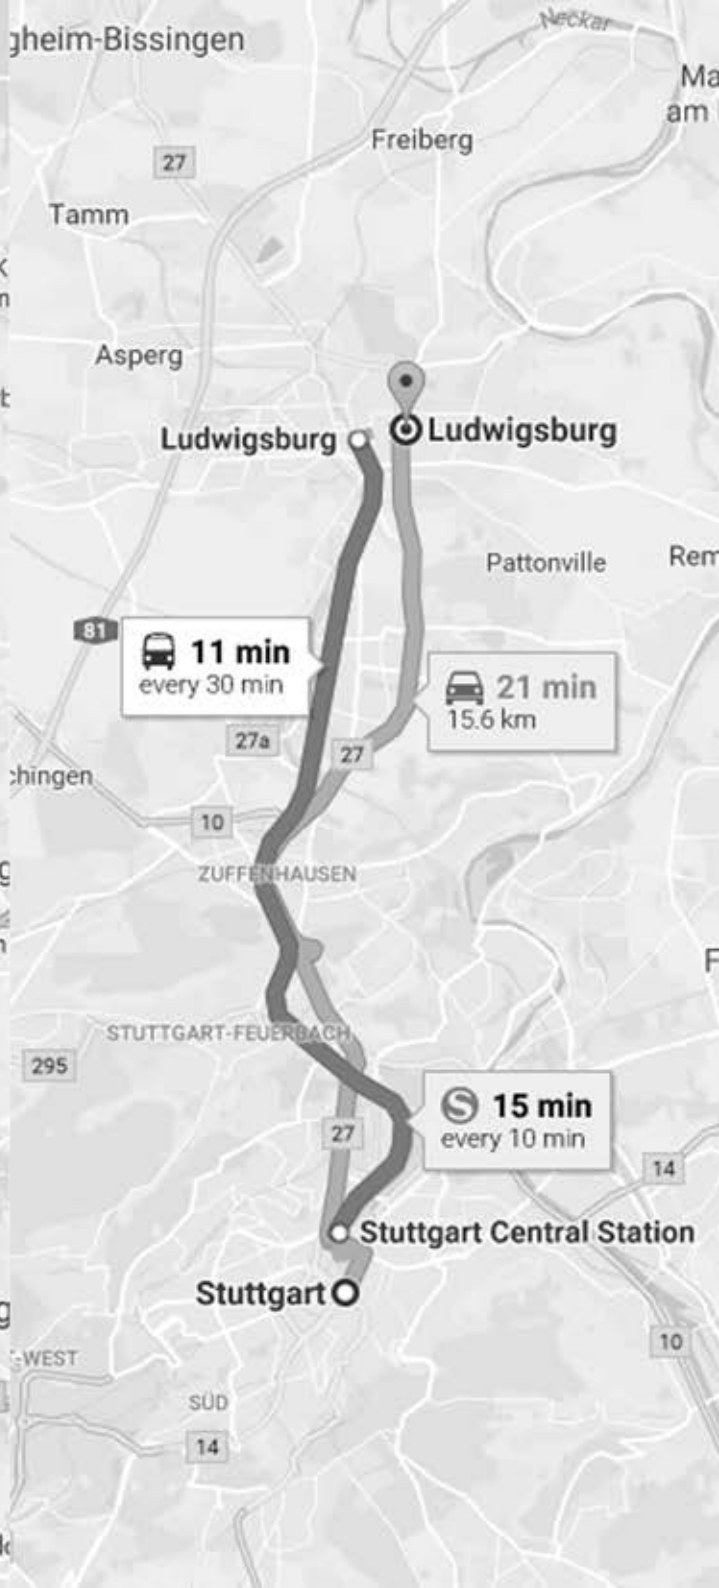 gheim-Bissingen
Neckar
Ma
am
Freiberg
27
Tamm
Asperg
Ludwigsburg
Ludwigsburg
Pattonville
Rem
81
11 min
every 30 min
21 min
15.6 km
27a
27
chingen
10
ZUFFENHAUSEN
F
STUTTGART-FEUERBACH
295
S 15 min
every 10 min
27
14
Stuttgart Central Station
Stuttgart
10
-WEST
SÜD
14